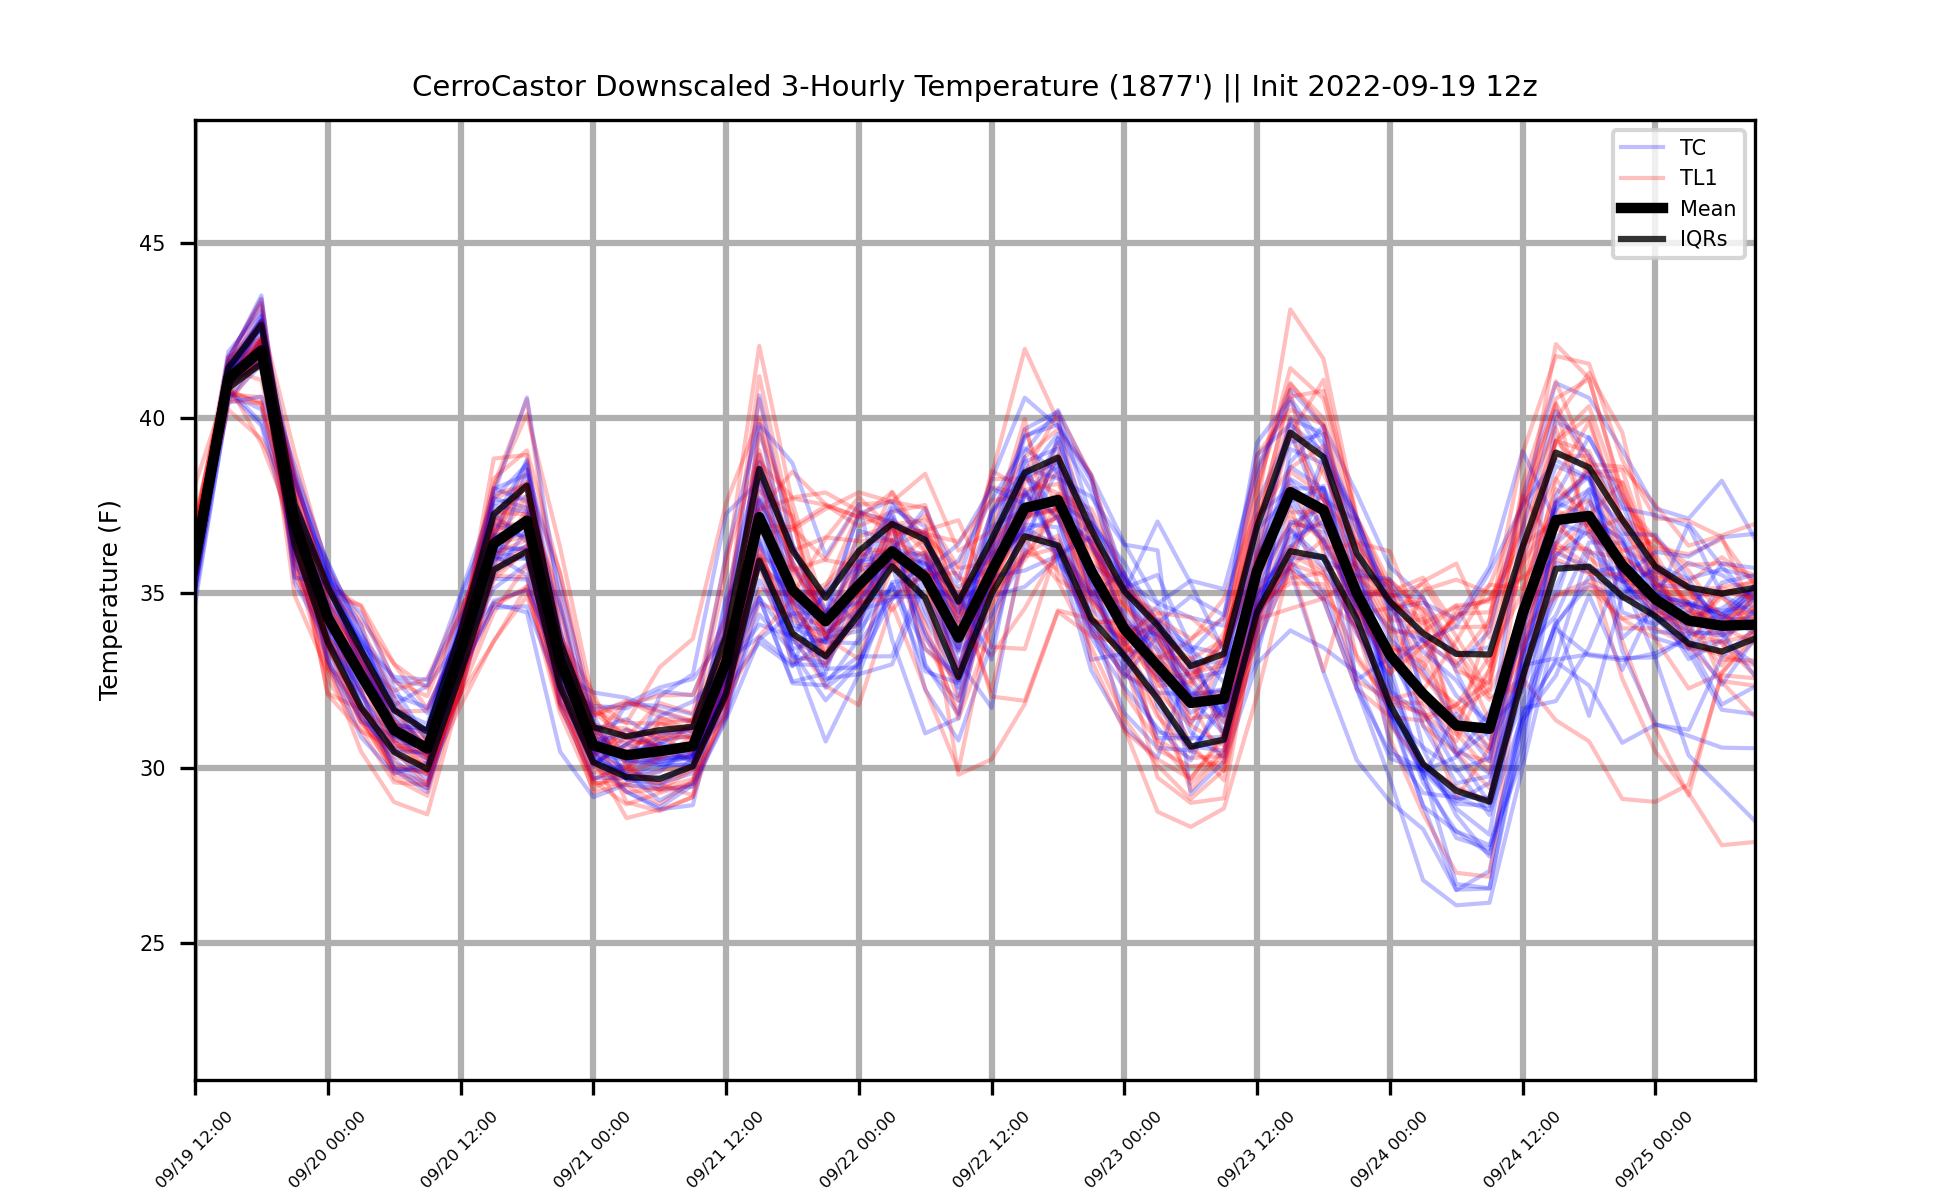 CerroCastor Downscaled 3-Hourly Temperature (1877') || Init 2022-09-19 12z
TC
TL1
Mean
IQRs
Temperature (F)
45
40
35
30
25
09/19 12:00
09/20 00:00
09/20 12:00
09/21 00:00
09/21 12:00
09/22 00:00
09/22 12:00
09/23 00:00
09/23 12:00
09/24 00:00
09/24 12:00
09/25 00:00